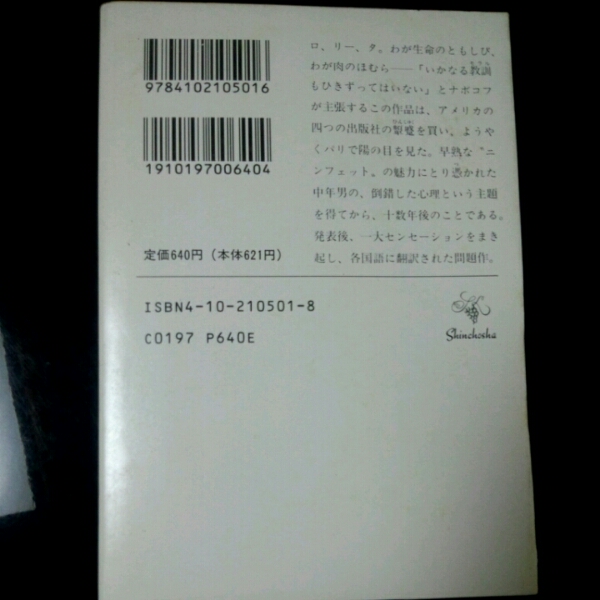 9784102105016
1910197006404
定価640円（本体621円）
ロ、リー、タ。わが生命のともしび、
わが肉のほむら——「いかなる教訓
もひきずってはいない」とナボコフ
が主張するこの作品は、アメリカの
四つの出版社の顰蹙を買い、ようや
くパリで陽の目を見た。早熟な〝ニ
ンフェット〟の魅力にとり憑かれた
中年男の、倒錯した心理という主題
を得てから、十数年後のことである。
発表後、一大センセーションをまき
起し、各国語に翻訳された問題作。
ISBN4-10-210501-8
C0197 P640E
Shinchosha